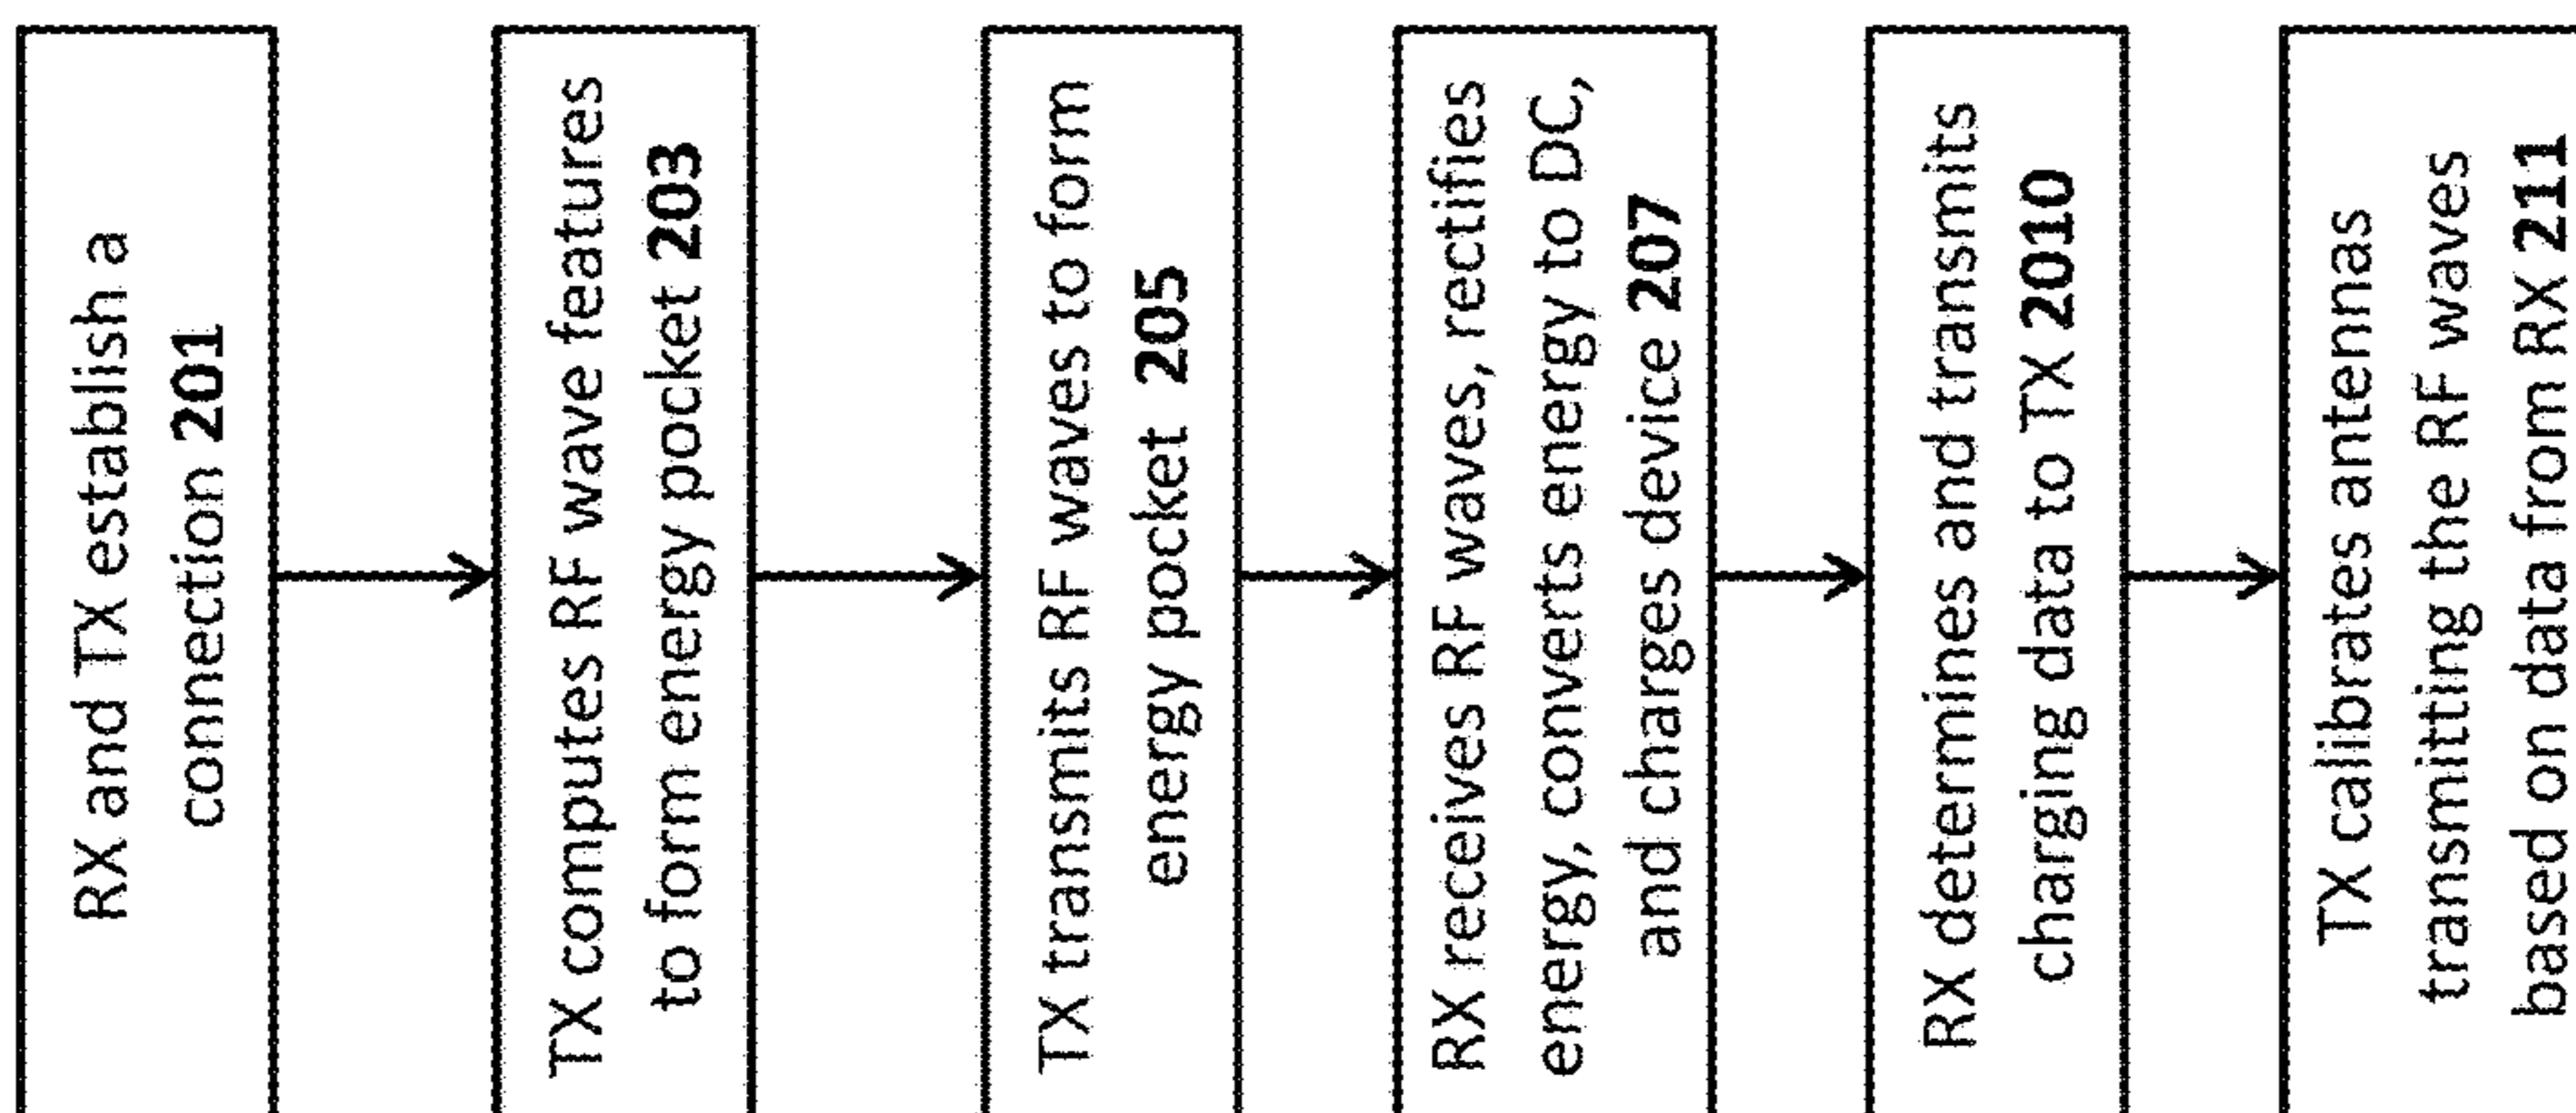 RX and TX establish a
connection 201
TX computes RF wave features
to form energy pocket 203
TX transmits RF waves to form
energy pocket 205
RX receives RF waves, rectifies
energy, converts energy to DC,
and charges device 207
RX determines and transmits
charging data to TX 2010
TX calibrates antennas
transmitting the RF waves
based on data from RX 211